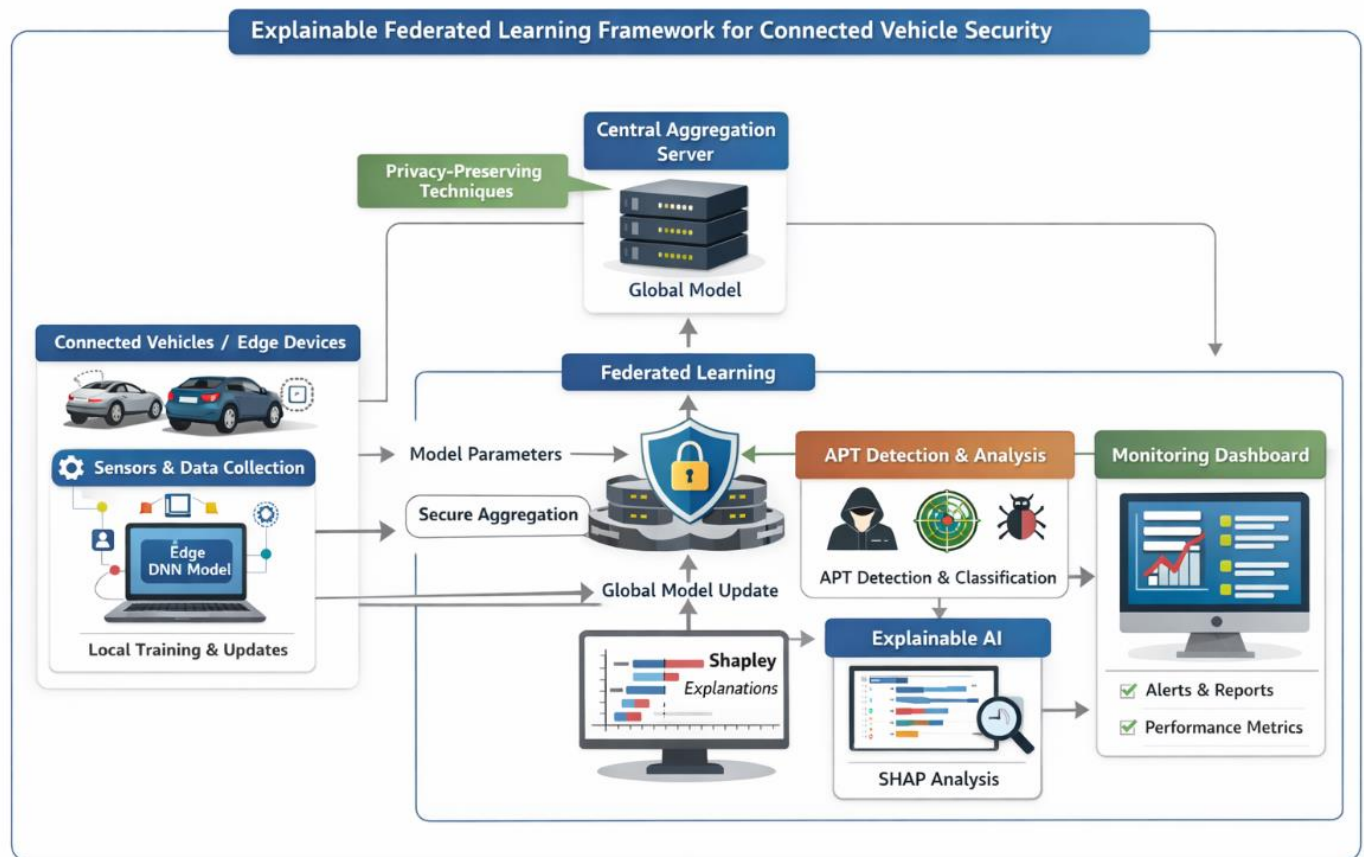 Explainable Federated Learning Framework for Connected Vehicle Security
Central Aggregation
Server
Privacy-Preserving
Techniques
Global Model
Connected Vehicles / Edge Devices
Federated Learning
Sensors & Data Collection
Edge
DNN Model
Local Training & Updates
Model Parameters
Secure Aggregation
Global Model Update
APT Detection & Analysis
APT Detection & Classification
Monitoring Dashboard
Shapley
Explanations
Explainable AI
SHAP Analysis
Alerts & Reports
Performance Metrics